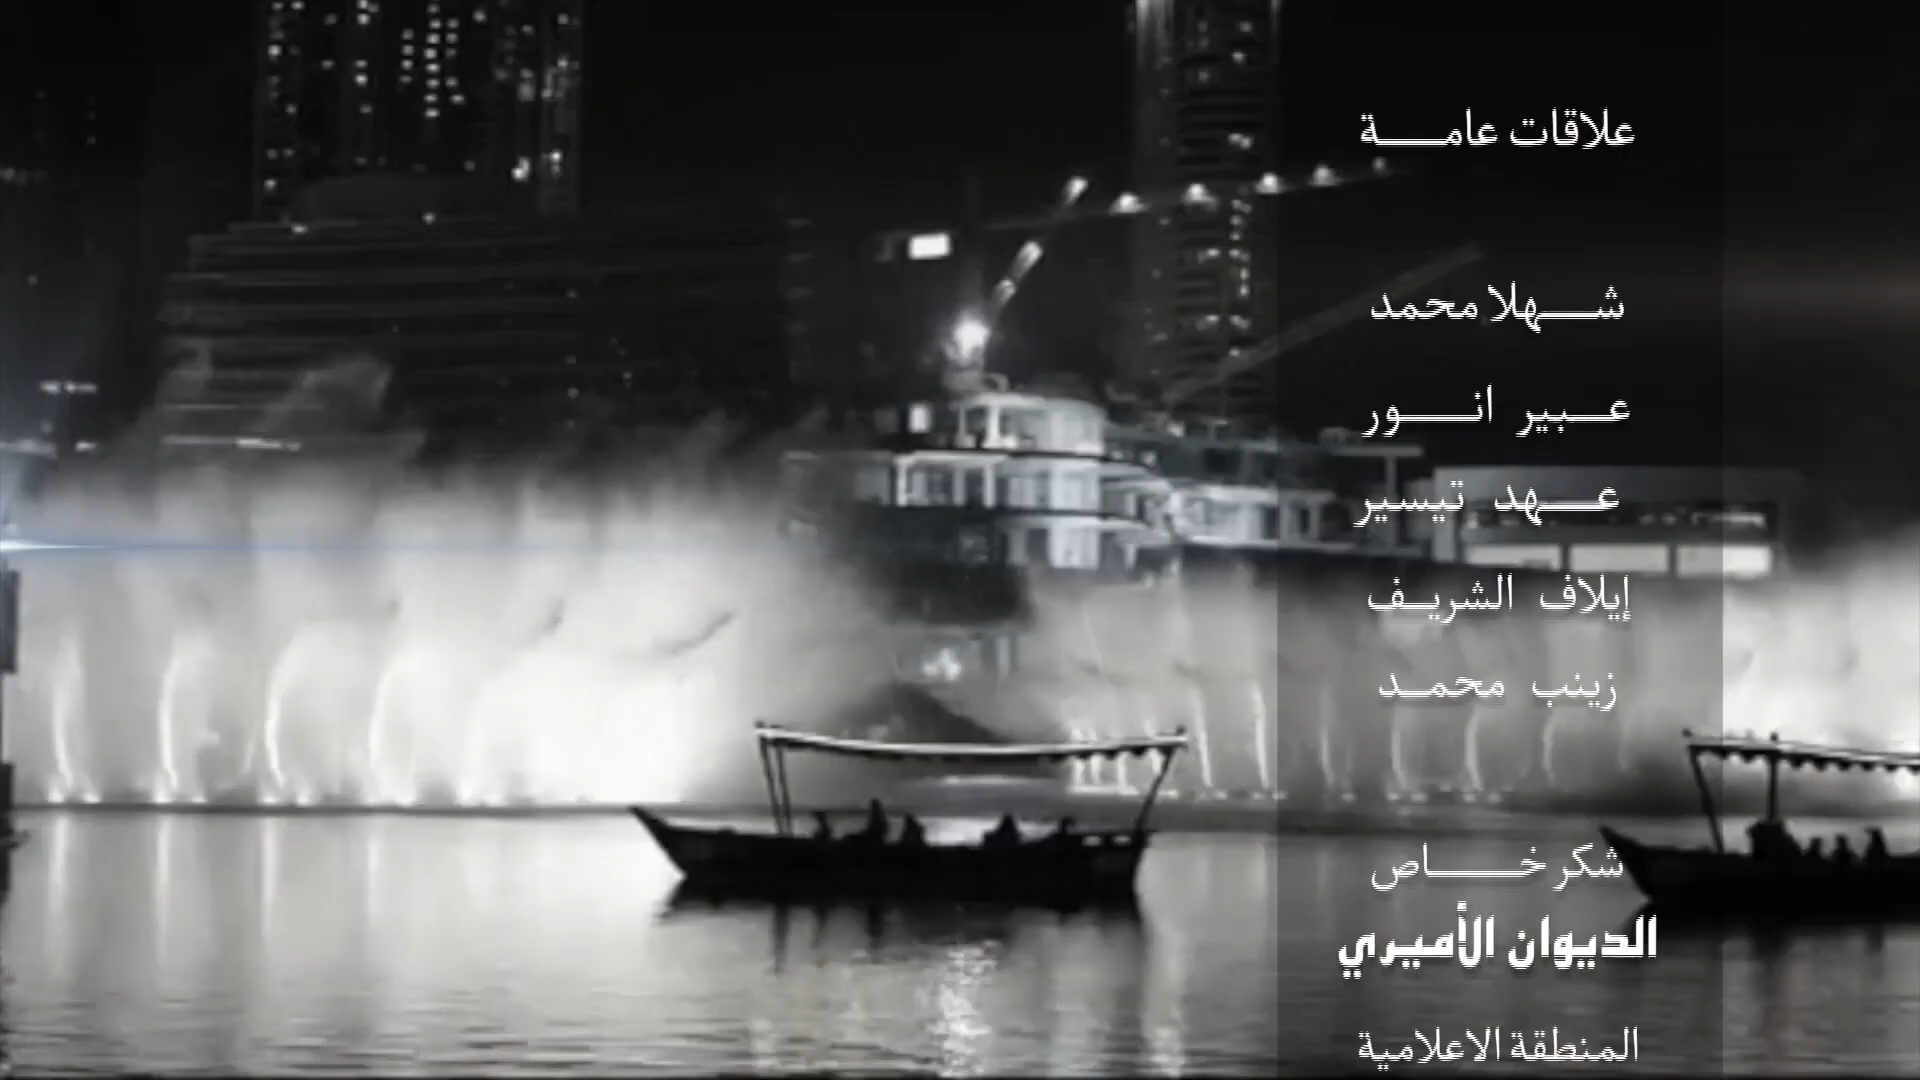 علاقات عامة
شهلا محمد
عبير انور
عهد تيسير
إيلاف الشريف
زينب محمد
شكر خاص
الديوان الأميري
المنطقة الاعلامية